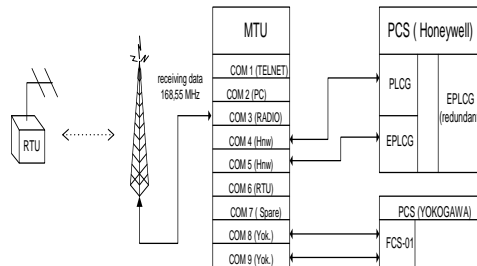 RTU
receiving data
168,55 MHz
MTU
COM 1 (TELNET)
COM 2 (PC)
COM 3 (RADIO)
COM 4 (Hnw)
COM 5 (Hnw)
COM 6 (RTU)
COM 7 ( Spare)
COM 8 (Yok.)
COM 9 (Yok.)
PCS ( Honeywell)
PLCG
EPLCG
EPLCG
(redundant)
PCS (YOKOGAWA)
FCS-01